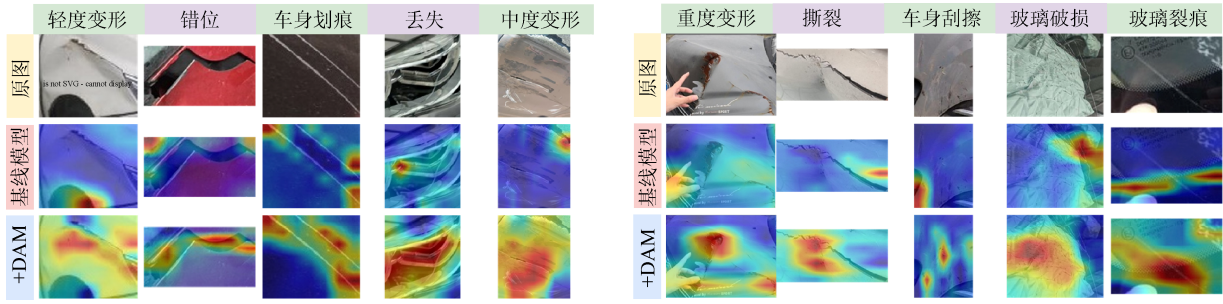 轻度变形 错位 车身划痕 丢失 中度变形
原图
is not SVG - cannot display
基线模型
+DAM
重度变形 撕裂 车身刮擦 玻璃破损 玻璃裂痕
原图
基线模型
+DAM